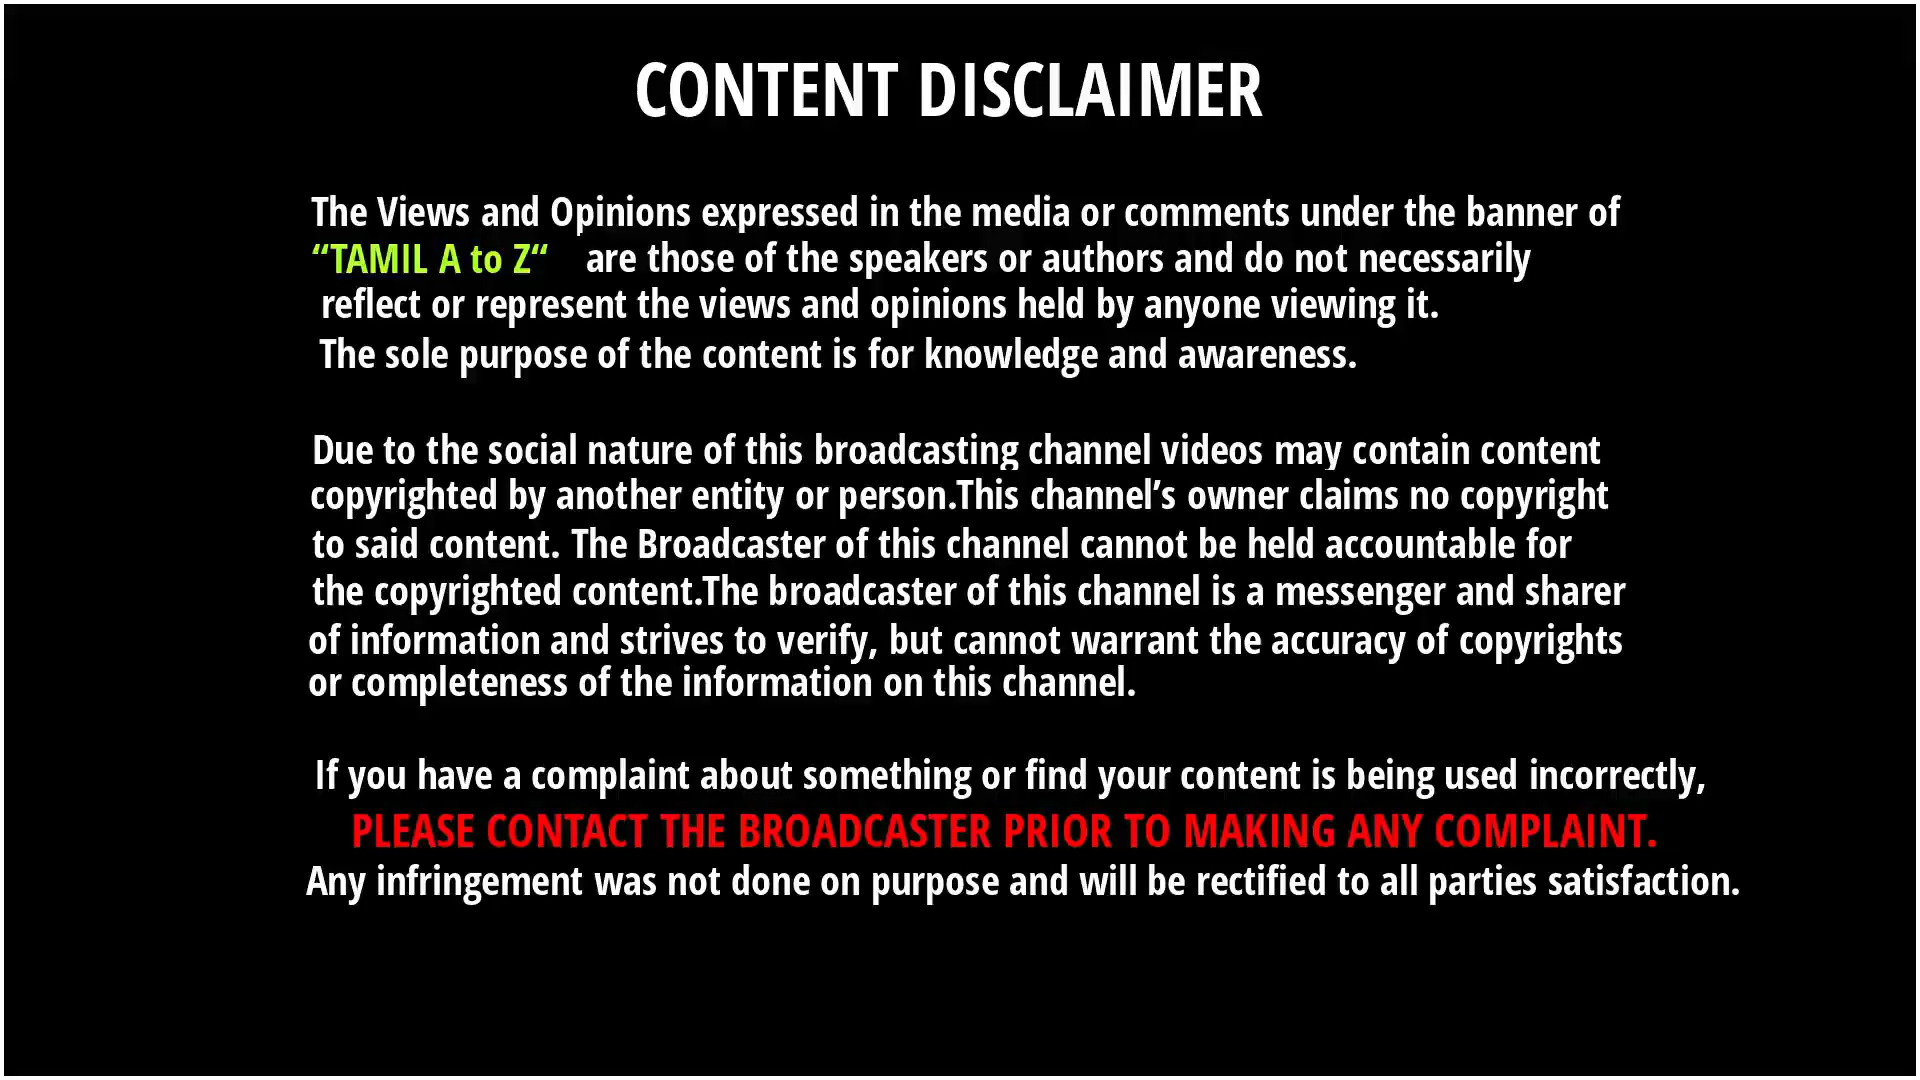 CONTENT DISCLAIMER
The Views and Opinions expressed in the media or comments under the banner of
“TAMIL A to Z“ are those of the speakers or authors and do not necessarily
reflect or represent the views and opinions held by anyone viewing it.
The sole purpose of the content is for knowledge and awareness.
Due to the social nature of this broadcasting channel videos may contain content
copyrighted by another entity or person.This channel’s owner claims no copyright
to said content. The Broadcaster of this channel cannot be held accountable for
the copyrighted content.The broadcaster of this channel is a messenger and sharer
of information and strives to verify, but cannot warrant the accuracy of copyrights
or completeness of the information on this channel.
If you have a complaint about something or find your content is being used incorrectly,
PLEASE CONTACT THE BROADCASTER PRIOR TO MAKING ANY COMPLAINT.
Any infringement was not done on purpose and will be rectified to all parties satisfaction.